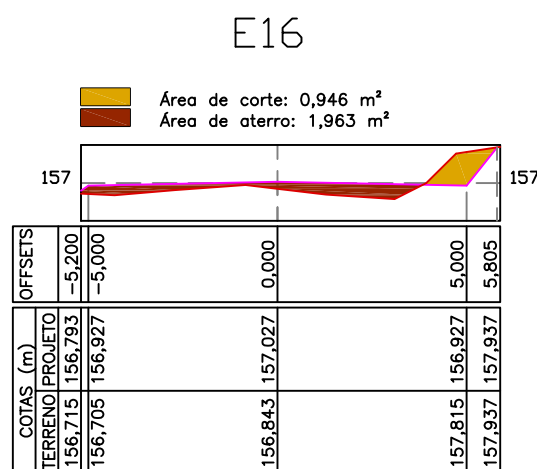 E16
Área de corte: 0,946 m²
Área de aterro: 1,963 m²
157 157
OFFSETS -5,200 -5,000 0,000 5,000 5,805
COTAS (m)
PROJETO 156,793 156,927 157,027 156,927 157,937
TERRENO 156,715 156,705 156,843 157,815 157,937